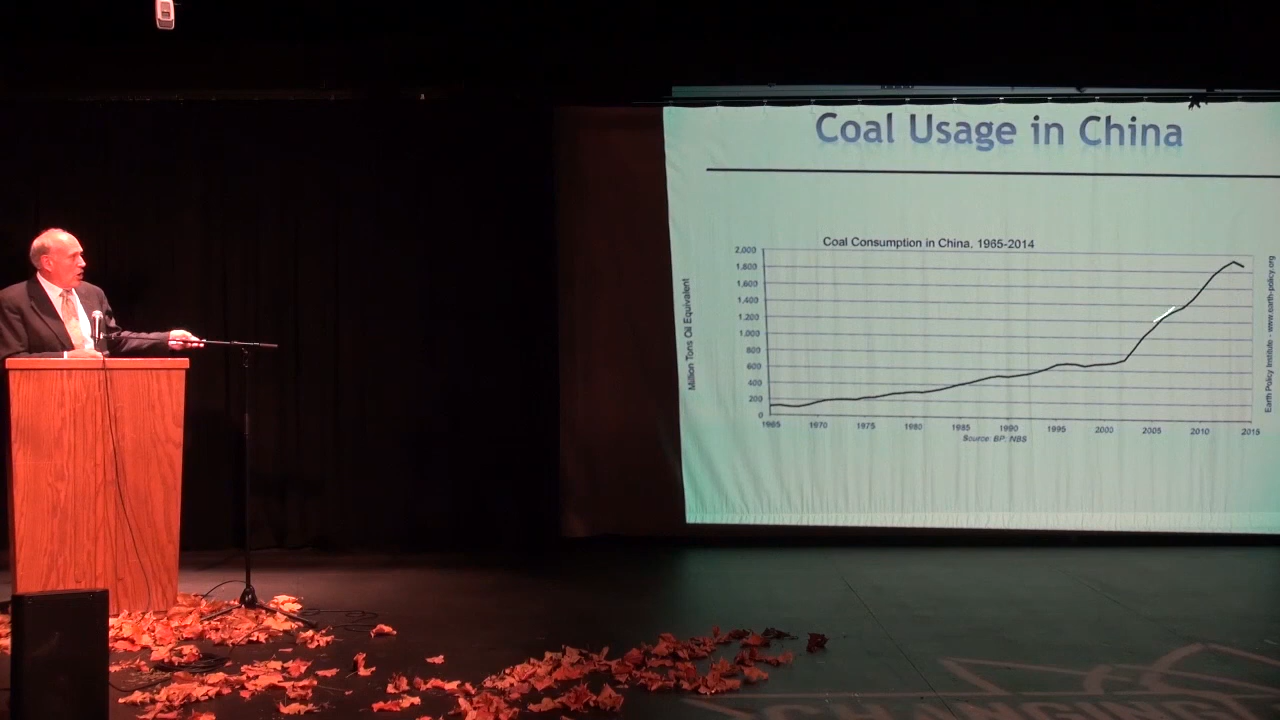 Coal Usage in China
Coal Consumption in China, 1965-2014
2,000
1,800
1,600
1,400
1,200
1,000
800
600
400
200
0
Million Tons Oil Equivalent
1965 1970 1975 1980 1985 1990 1995 2000 2005 2010 2015
Source: BP; NBS
Earth Policy Institute - www.earth-policy.org
CHANGING